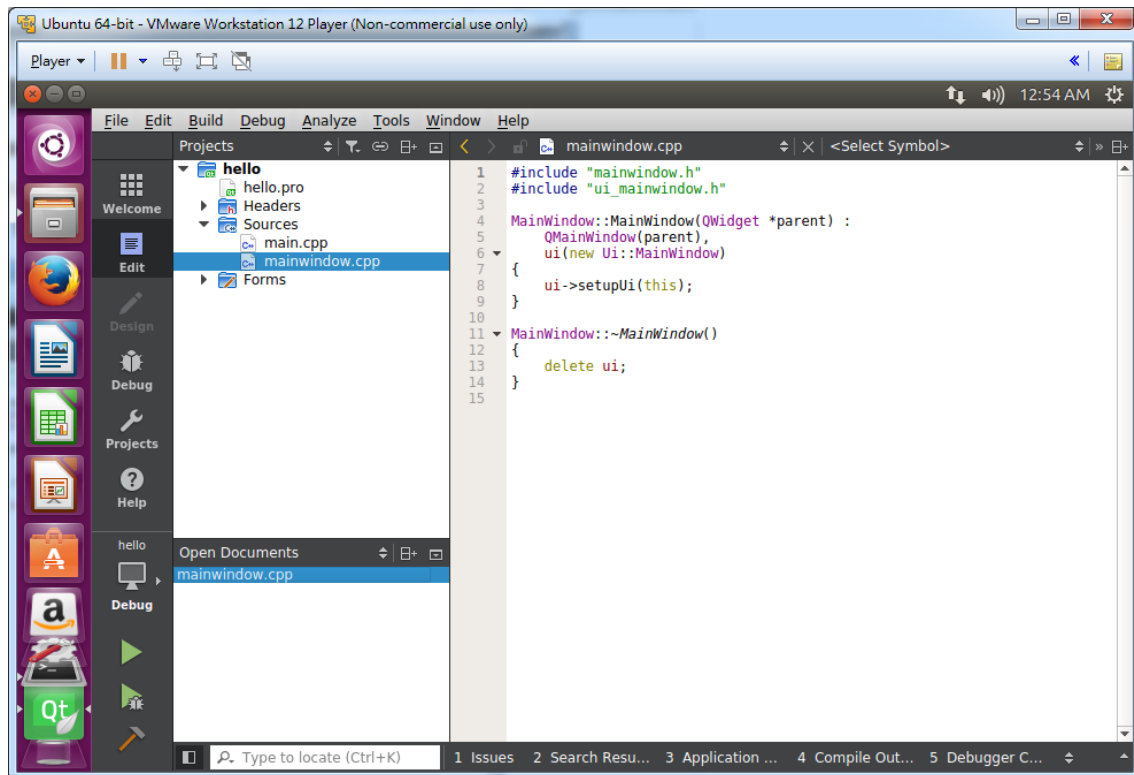 Ubuntu 64-bit - VMware Workstation 12 Player (Non-commercial use only)
Player
12:54 AM
File Edit Build Debug Analyze Tools Window Help
Projects
mainwindow.cpp
<Select Symbol>
Welcome
Edit
Design
Debug
Projects
Help
hello
Debug
hello
hello.pro
Headers
Sources
main.cpp
mainwindow.cpp
Forms
Open Documents
mainwindow.cpp
1 #include "mainwindow.h"
2 #include "ui_mainwindow.h"
3
4 MainWindow::MainWindow(QWidget *parent) :
5     QMainWindow(parent),
6     ui(new Ui::MainWindow)
7 {
8     ui->setupUi(this);
9 }
10
11 MainWindow::~MainWindow()
12 {
13     delete ui;
14 }
15
a
Qt
Type to locate (Ctrl+K)
1 Issues 2 Search Resu... 3 Application ... 4 Compile Out... 5 Debugger C...